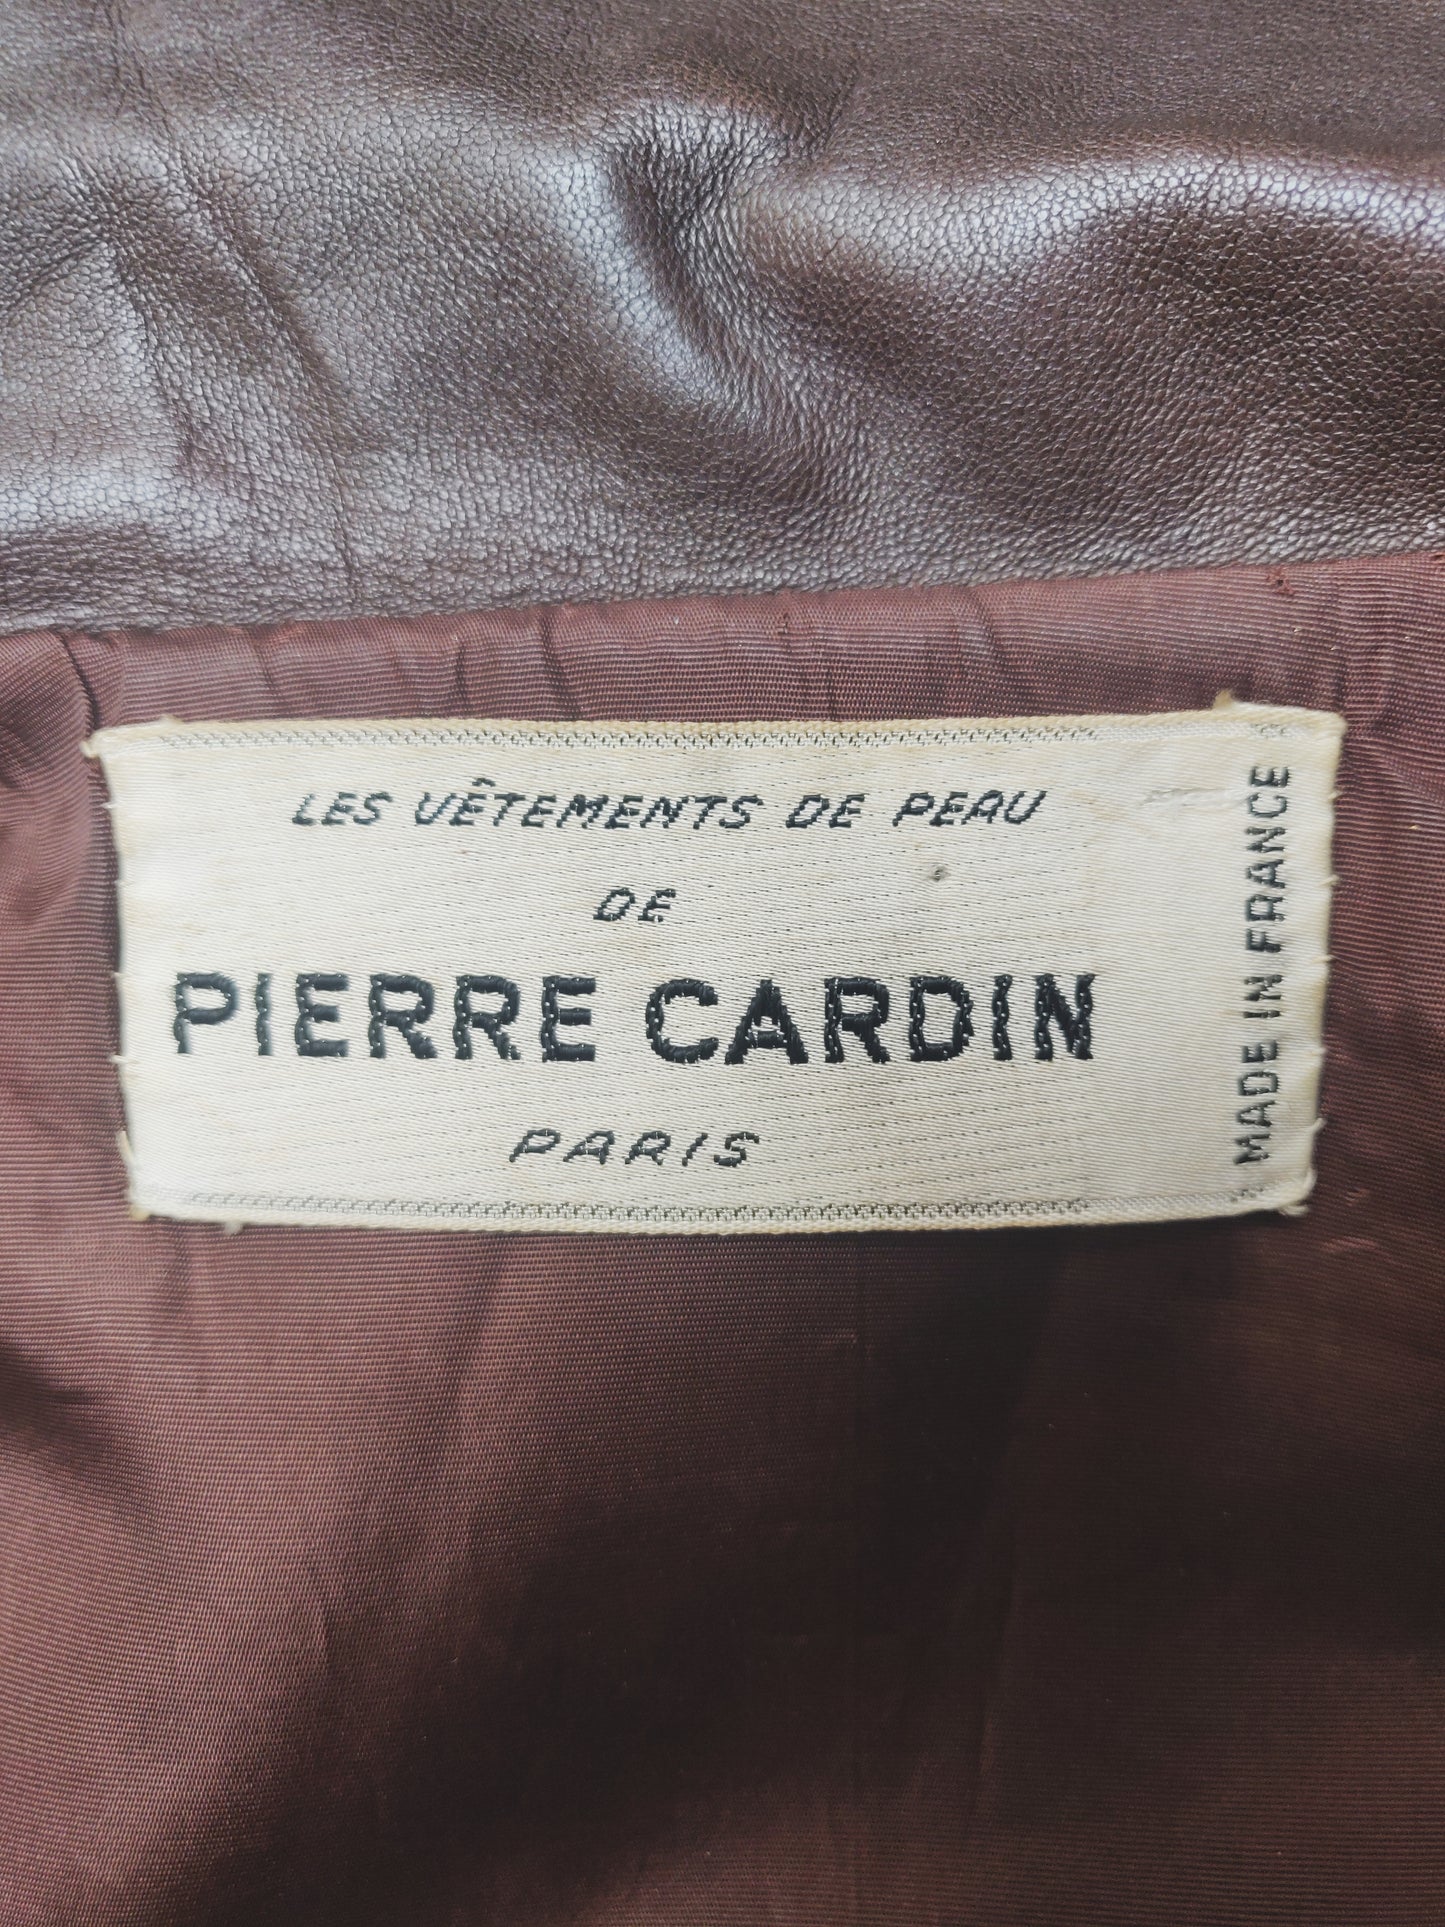 LES VÊTEMENTS DE PEAU
DE
PIERRE CARDIN
PARIS
MADE IN FRANCE